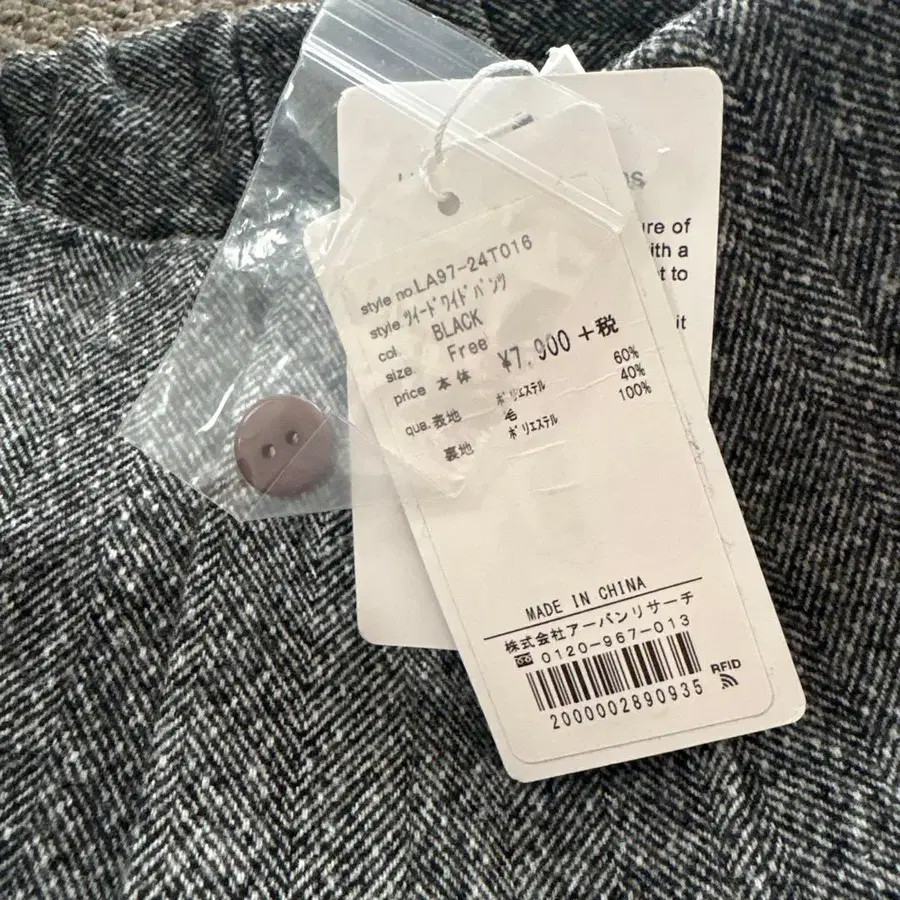 style no.LA97-24T016
style ﾂｲｰﾄﾞﾜｲﾄﾞﾊﾟﾝﾂ
col BLACK
size Free
price 本体 ¥7,900 +税
qua. 表地 ﾎﾟﾘｴｽﾃﾙ 60%
毛 40%
裏地 ﾎﾟﾘｴｽﾃﾙ 100%
MADE IN CHINA
株式会社アーバンリサーチ
0120-967-013
2000002890935
RFID
ure of
ith a
t to
it